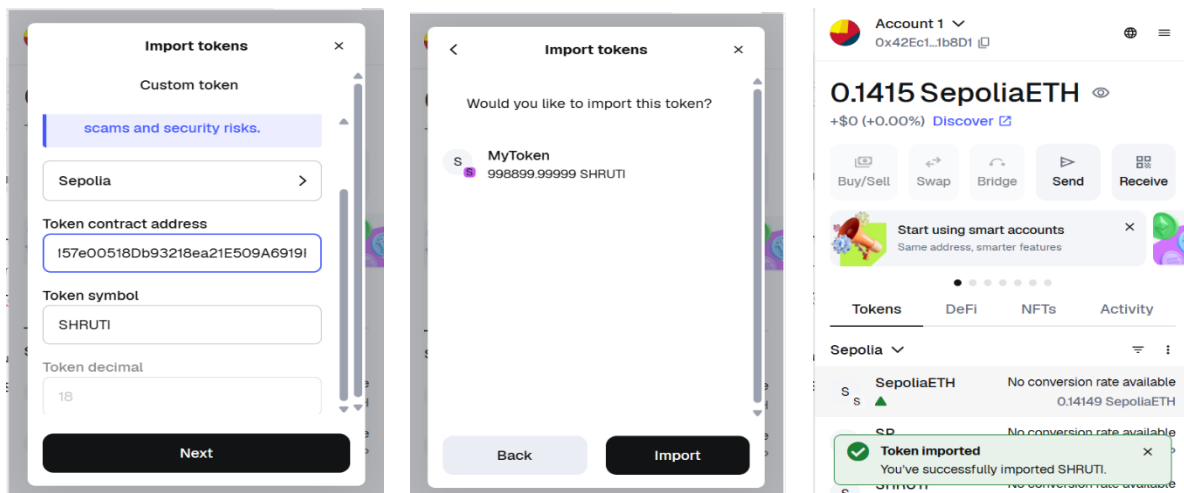 Import tokens
Custom token
scams and security risks.
Sepolia
Token contract address
Token symbol
SHRUTI
Token decimal
18
Next
Import tokens
Would you like to import this token?
S
S
MyToken
998899.99999 SHRUTI
Back
Import
Account 1
0x42Ec1...1b8D1
0.1415 SepoliaETH
+$0 (+0.00%) Discover
Buy/Sell
Swap
Bridge
Send
Receive
Start using smart accounts
Same address, smarter features
Tokens
DeFi
NFTs
Activity
Sepolia
S
S
SepoliaETH
No conversion rate available
0.14149 SepoliaETH
No conversion rate available
Token imported
You've successfully imported SHRUTI.